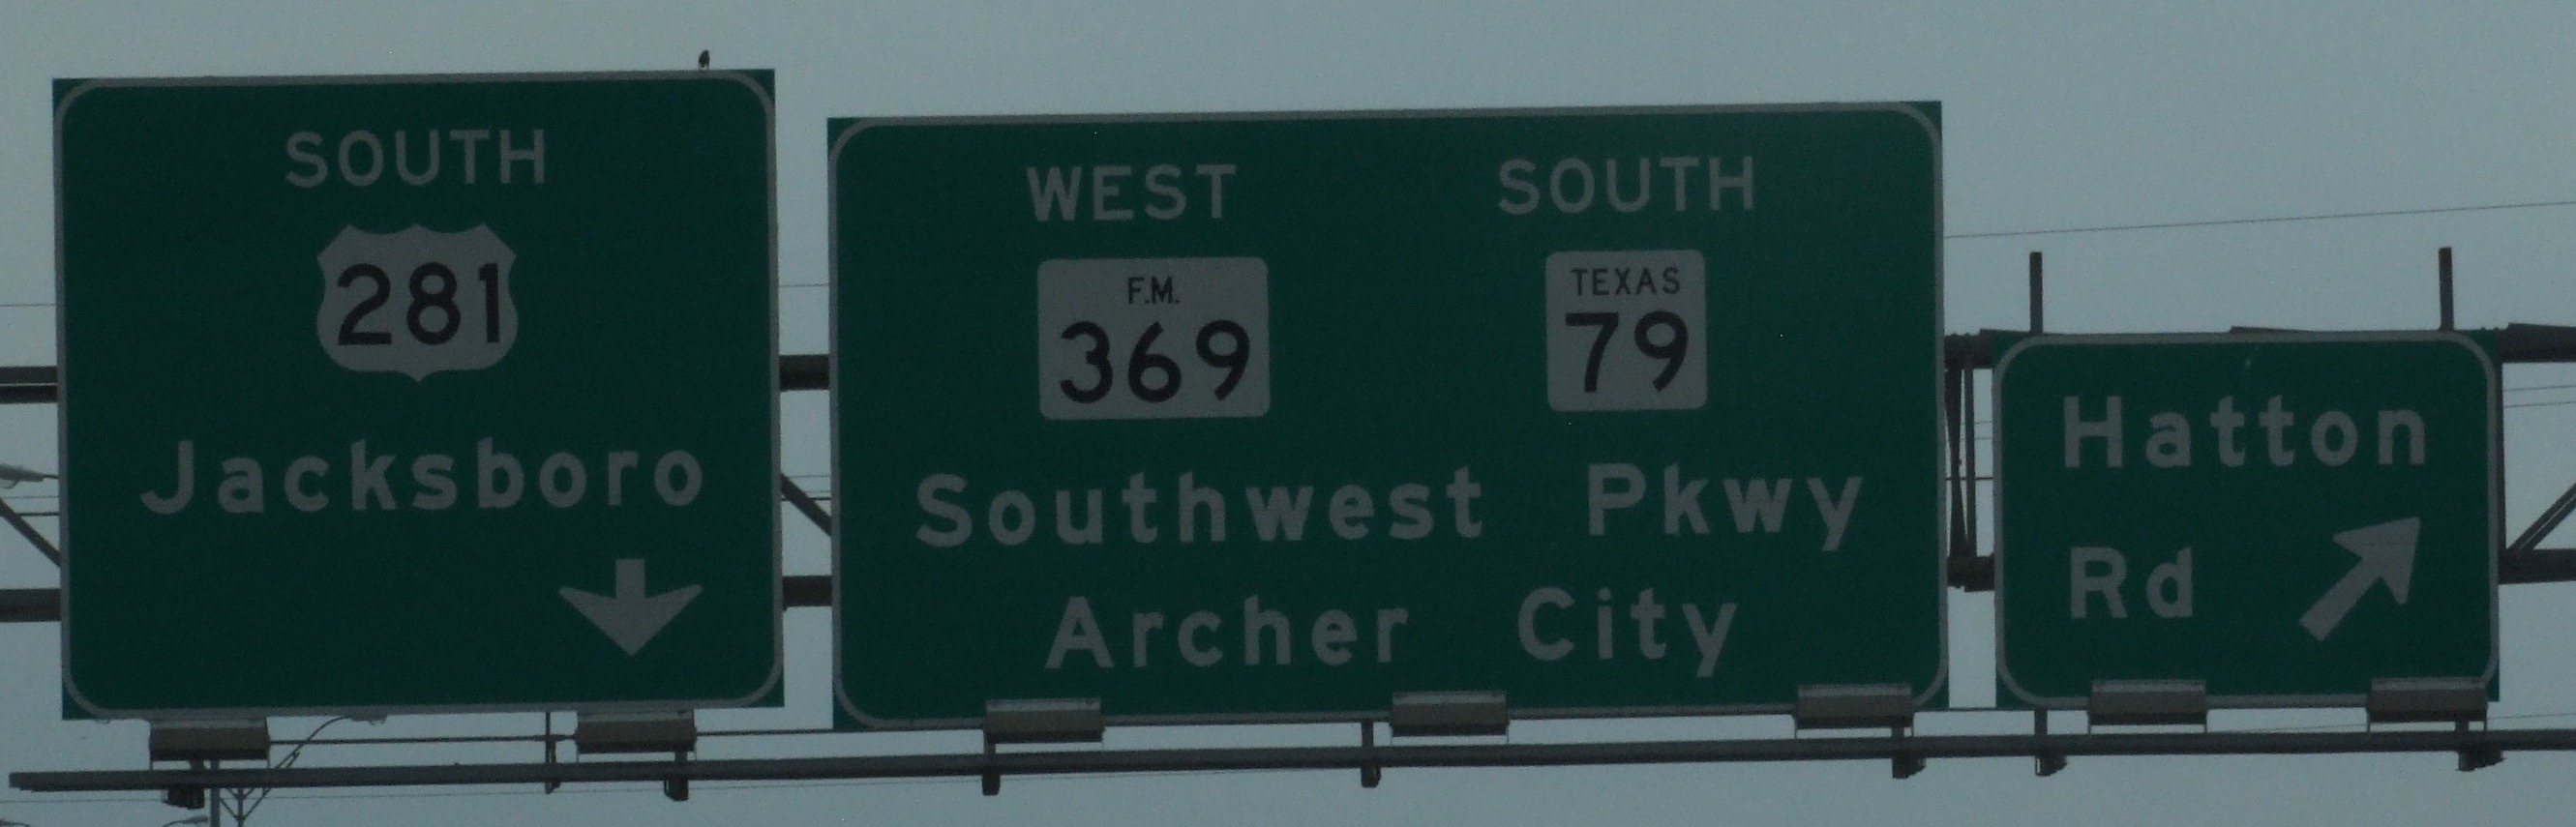 SOUTH
281
Jacksboro
WEST SOUTH
F.M. TEXAS
369 79
Southwest Pkwy
Archer City
Hatton
Rd